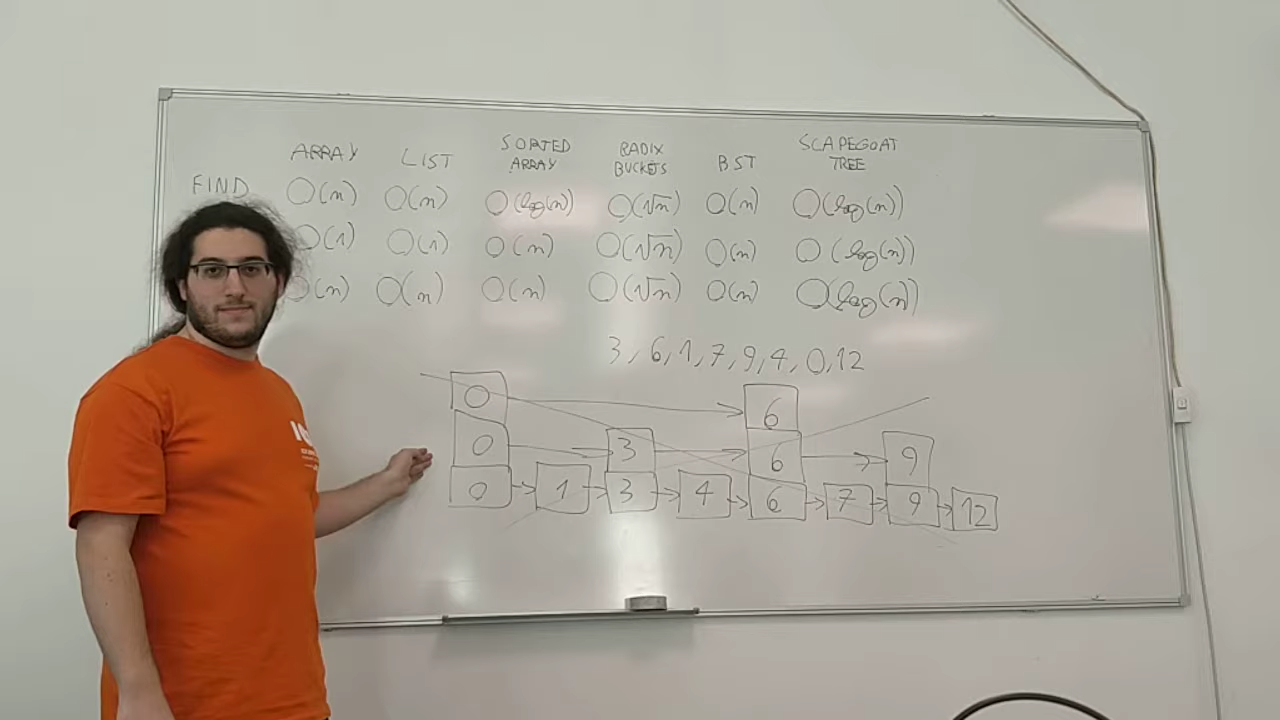 ARRAY LIST SORTED ARRAY RADIX BUCKETS BST SCAPEGOAT TREE
FIND O(n) O(n) O(log(n)) O(√n) O(n) O(log(n))
O(1) O(1) O(n) O(√n) O(n) O(log(n))
O(n) O(n) O(n) O(√n) O(n) O(log(n))
3, 6, 1, 7, 9, 4, 0, 12
0 6
0 3 6 9
0 1 3 4 6 7 9 12